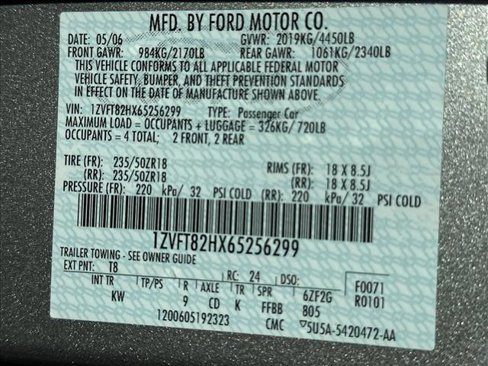 MFD. BY FORD MOTOR CO.
DATE: 05/06 GVWR: 2019KG/4450LB
FRONT GAWR: 984KG/2170LB REAR GAWR: 1061KG/2340LB
THIS VEHICLE CONFORMS TO ALL APPLICABLE FEDERAL MOTOR
VEHICLE SAFETY, BUMPER, AND THEFT PREVENTION STANDARDS
IN EFFECT ON THE DATE OF MANUFACTURE SHOWN ABOVE.
VIN: 1ZVFT82HX65256299 TYPE: Passenger Car
MAXIMUM LOAD = OCCUPANTS + LUGGAGE = 326KG/720LB
OCCUPANTS = 4 TOTAL; 2 FRONT, 2 REAR
TIRE (FR): 235/50ZR18 RIMS (FR): 18 X 8.5J
(RR): 235/50ZR18 (RR): 18 X 8.5J
PRESSURE (FR): 220 kPa/ 32 PSI COLD (RR): 220 kPa/ 32 PSI COLD
1ZVFT82HX65256299
TRAILER TOWING - SEE OWNER GUIDE
EXT PNT: T8 RC: 24 DSO: F0071
INT TR TP/PS R AXLE TR SPR 6ZF2G R0101
KW 9 CD K FFBB 805
1200605192323 CMC ▽5U5A-5420472-AA